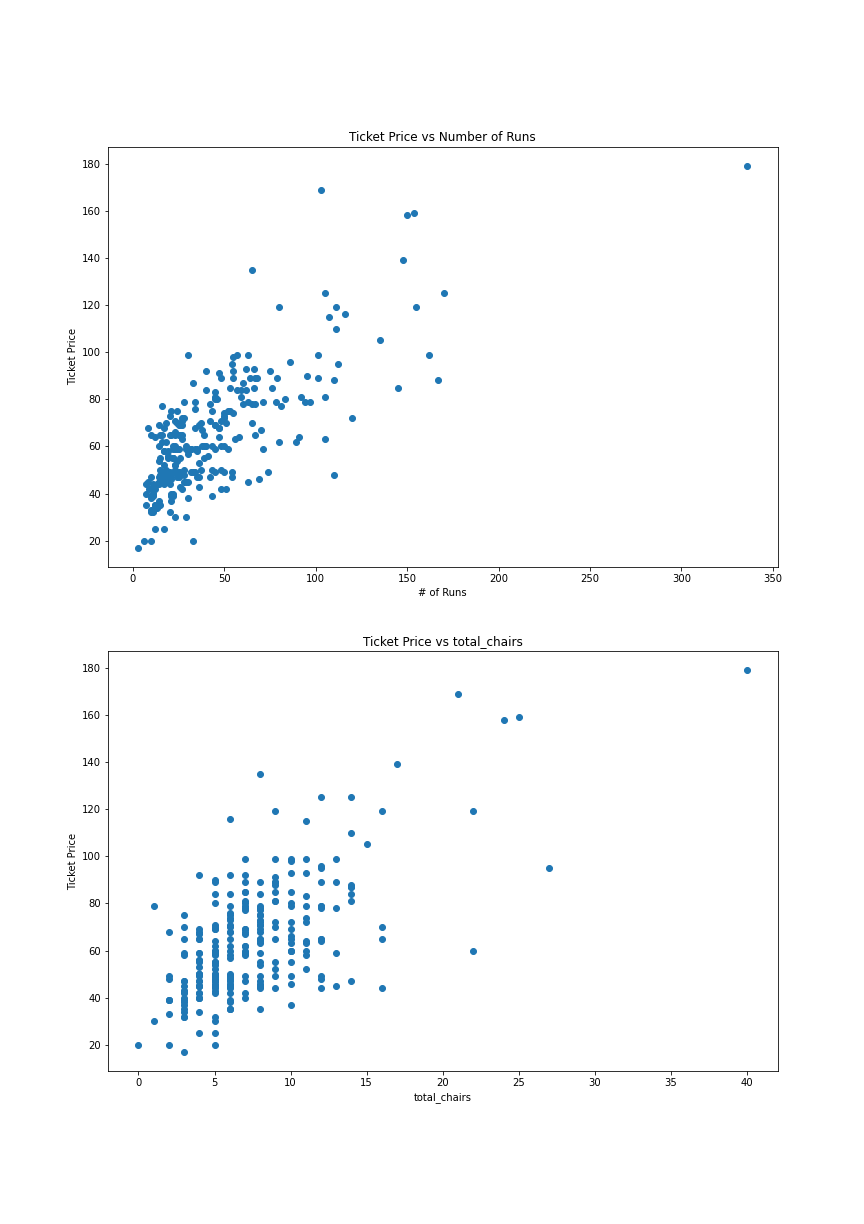 Ticket Price vs Number of Runs
180
160
140
120
100
80
60
40
20
Ticket Price
0 50 100 150 200 250 300 350
# of Runs
Ticket Price vs total_chairs
180
160
140
120
100
80
60
40
20
Ticket Price
0 5 10 15 20 25 30 35 40
total_chairs